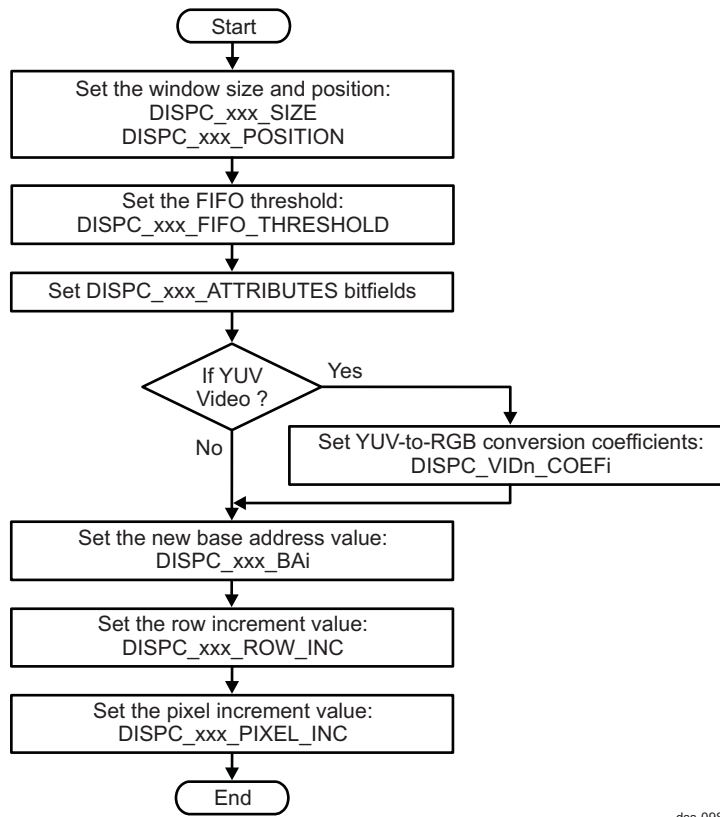 Start
Set the window size and position:
DISPC_xxx_SIZE
DISPC_xxx_POSITION
Set the FIFO threshold:
DISPC_xxx_FIFO_THRESHOLD
Set DISPC_xxx_ATTRIBUTES bitfields
If YUV
Video ?
Yes
No
Set YUV-to-RGB conversion coefficients:
DISPC_VIDn_COEFi
Set the new base address value:
DISPC_xxx_BAi
Set the row increment value:
DISPC_xxx_ROW_INC
Set the pixel increment value:
DISPC_xxx_PIXEL_INC
End